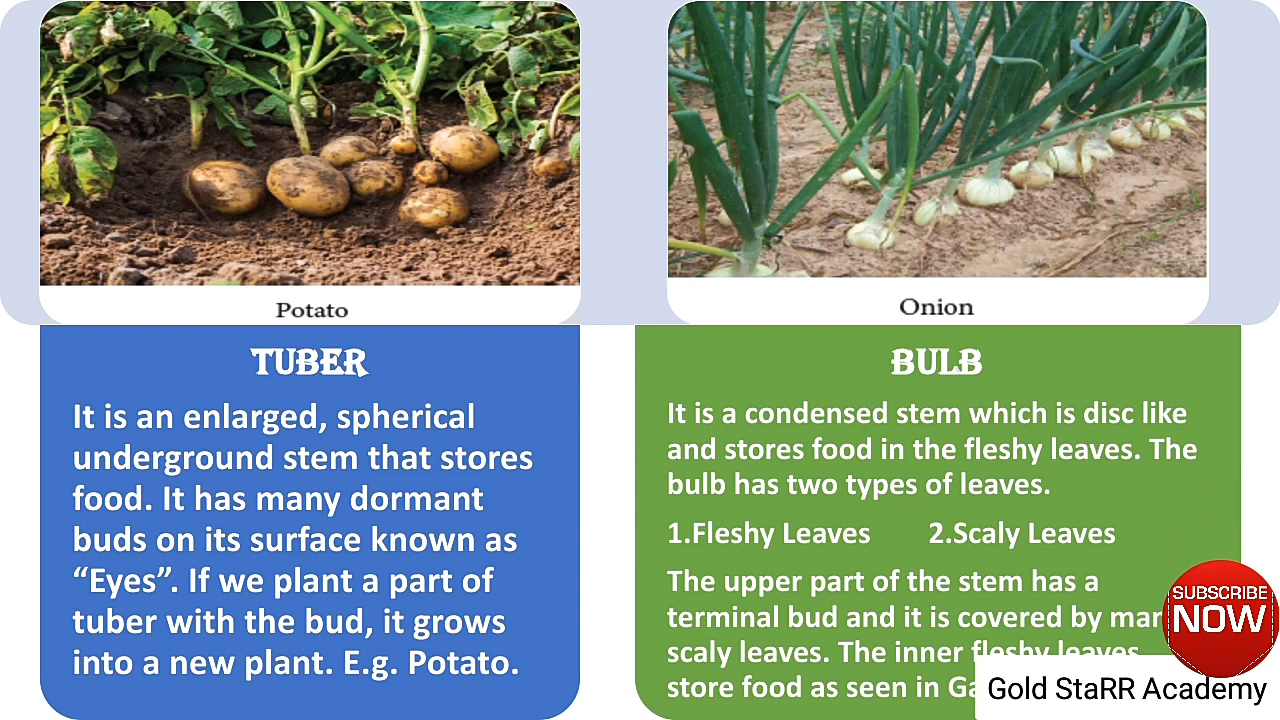 Potato
TUBER
It is an enlarged, spherical
underground stem that stores
food. It has many dormant
buds on its surface known as
“Eyes”. If we plant a part of
tuber with the bud, it grows
into a new plant. E.g. Potato.
Onion
BULB
It is a condensed stem which is disc like
and stores food in the fleshy leaves. The
bulb has two types of leaves.
1.Fleshy Leaves 2.Scaly Leaves
The upper part of the stem has a
terminal bud and it is covered by
scaly leaves. The inner fleshy leaves
store food as seen in
SUBSCRIBE
NOW
Gold StaRR Academy